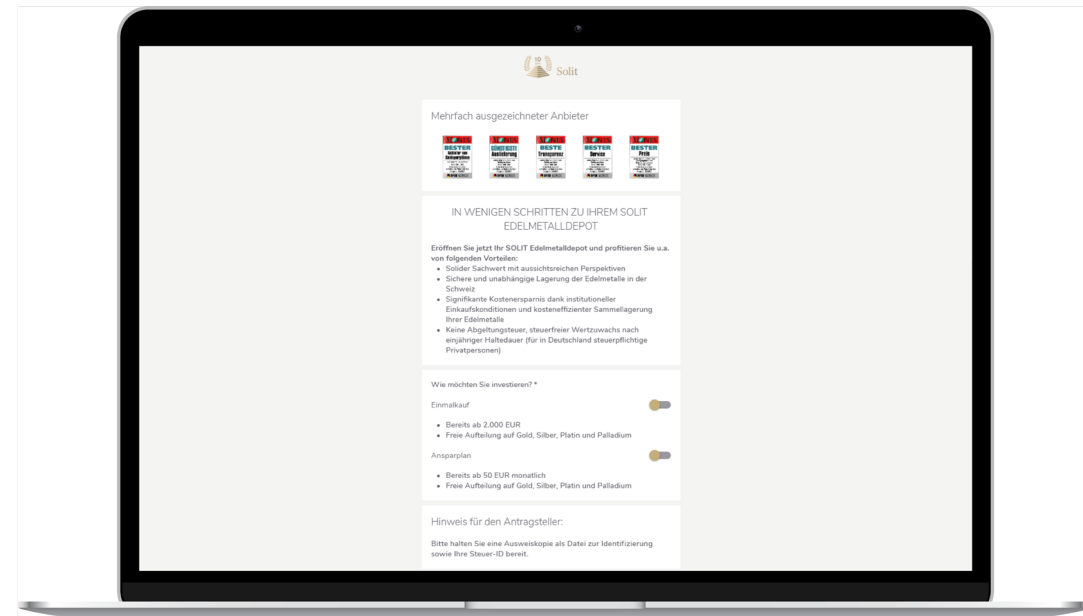 10
Solit
Mehrfach ausgezeichneter Anbieter
BESTER
Anbieter von
Goldsparplänen
GÜNSTIGSTE
Auslieferung
BESTE
Transparenz
BESTER
Service
BESTER
Preis
IN WENIGEN SCHRITTEN ZU IHREM SOLIT
EDELMETALLDEPOT
Eröffnen Sie jetzt Ihr SOLIT Edelmetalldepot und profitieren Sie u.a.
von folgenden Vorteilen:
• Solider Sachwert mit aussichtsreichen Perspektiven
• Sichere und unabhängige Lagerung der Edelmetalle in der
Schweiz
• Signifikante Kostenersparnis dank institutioneller
Einkaufskonditionen und kosteneffizienter Sammellagerung
Ihrer Edelmetalle
• Keine Abgeltungsteuer, steuerfreier Wertzuwachs nach
einjähriger Haltedauer (für in Deutschland steuerpflichtige
Privatpersonen)
Wie möchten Sie investieren? *
Einmalkauf
• Bereits ab 2.000 EUR
• Freie Aufteilung auf Gold, Silber, Platin und Palladium
Ansparplan
• Bereits ab 50 EUR monatlich
• Freie Aufteilung auf Gold, Silber, Platin und Palladium
Hinweis für den Antragsteller:
Bitte halten Sie eine Ausweiskopie als Datei zur Identifizierung
sowie Ihre Steuer-ID bereit.